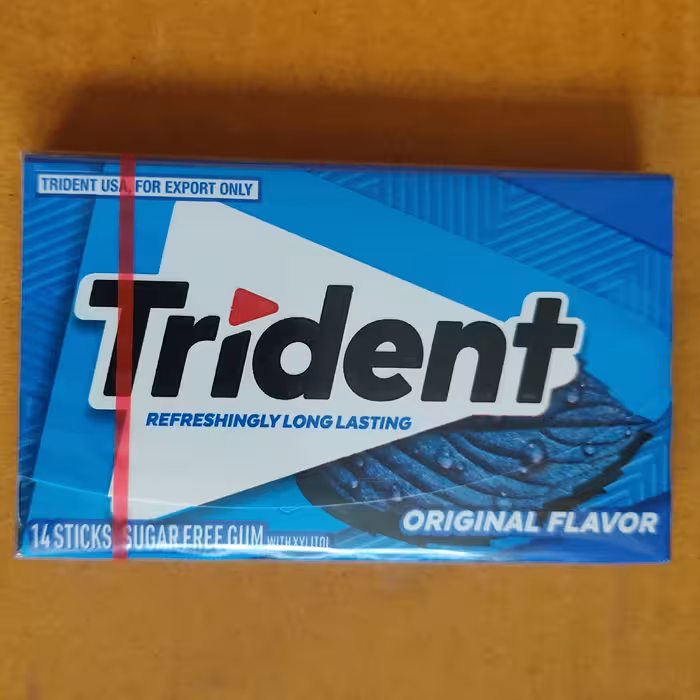 TRIDENT USA, FOR EXPORT ONLY
Trident
REFRESHINGLY LONG LASTING
ORIGINAL FLAVOR
14 STICKS SUGAR FREE GUM WITH XYLITOL